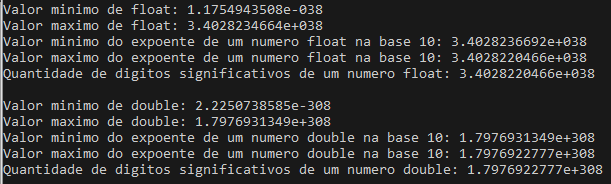 Valor minimo de float: 1.1754943508e-038
Valor maximo de float: 3.4028234664e+038
Valor minimo do expoente de um numero float na base 10: 3.4028236692e+038
Valor maximo do expoente de um numero float na base 10: 3.4028220466e+038
Quantidade de digitos significativos de um numero float: 3.4028220466e+038

Valor minimo de double: 2.2250738585e-308
Valor maximo de double: 1.7976931349e+308
Valor minimo do expoente de um numero double na base 10: 1.7976931349e+308
Valor maximo do expoente de um numero double na base 10: 1.7976922777e+308
Quantidade de digitos significativos de um numero double: 1.7976922777e+308